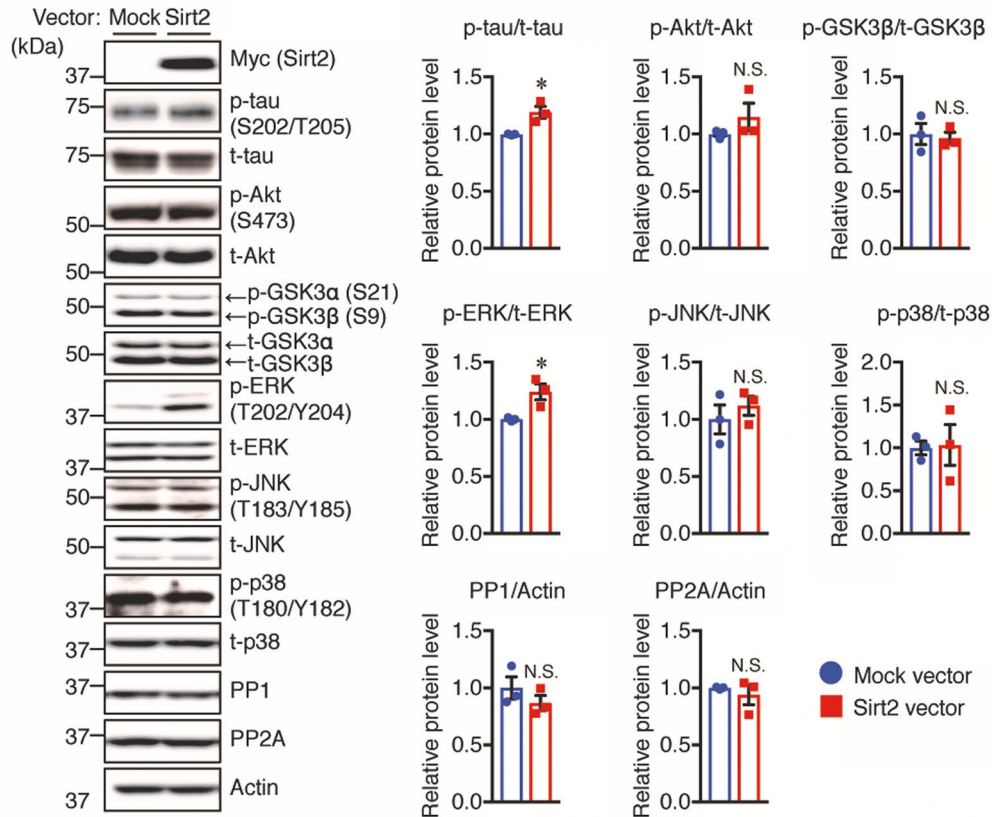 Vector: Mock Sirt2
(kDa)
37 Myc (Sirt2)
75 p-tau
(S202/T205)
75 t-tau
p-Akt
50 (S473)
50 t-Akt
50 ←p-GSK3α (S21)
←p-GSK3β (S9)
50 ←t-GSK3α
←t-GSK3β
p-ERK
37 (T202/Y204)
37 t-ERK
50 p-JNK
(T183/Y185)
50 t-JNK
p-p38
37 (T180/Y182)
37 t-p38
37 PP1
37 PP2A
37 Actin
p-tau/t-tau
Relative protein level
1.5
1.0
0.5
0.0
*
p-Akt/t-Akt
Relative protein level
1.5
1.0
0.5
0.0
N.S.
p-GSK3β/t-GSK3β
Relative protein level
1.5
1.0
0.5
0.0
N.S.
p-ERK/t-ERK
Relative protein level
1.5
1.0
0.5
0.0
*
p-JNK/t-JNK
Relative protein level
1.5
1.0
0.5
0.0
N.S.
p-p38/t-p38
Relative protein level
2.0
1.5
1.0
0.5
0.0
N.S.
PP1/Actin
Relative protein level
1.5
1.0
0.5
0.0
N.S.
PP2A/Actin
Relative protein level
1.5
1.0
0.5
0.0
N.S.
Mock vector
Sirt2 vector